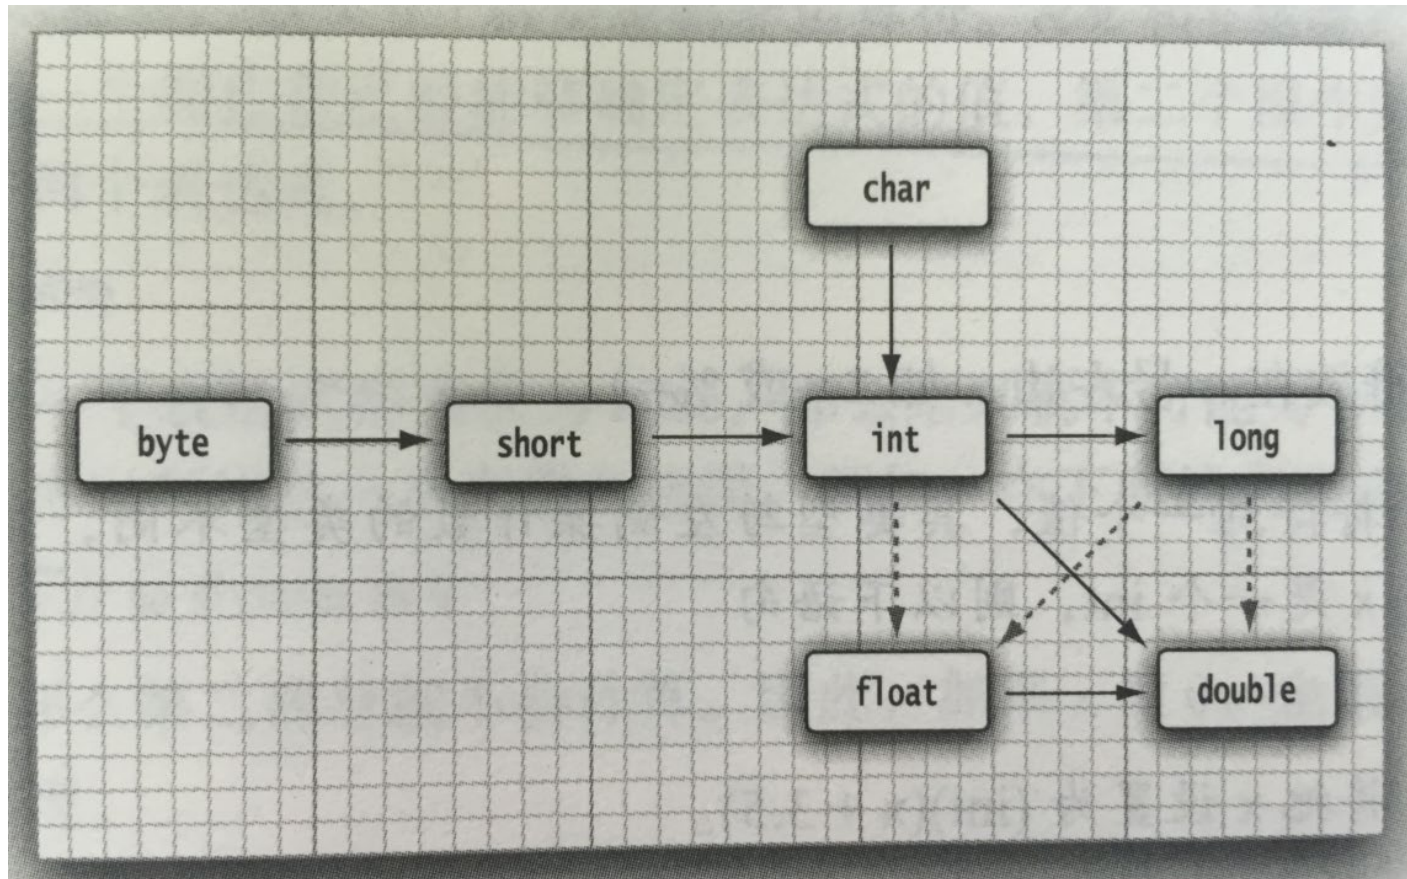 char
byte short int long
float double